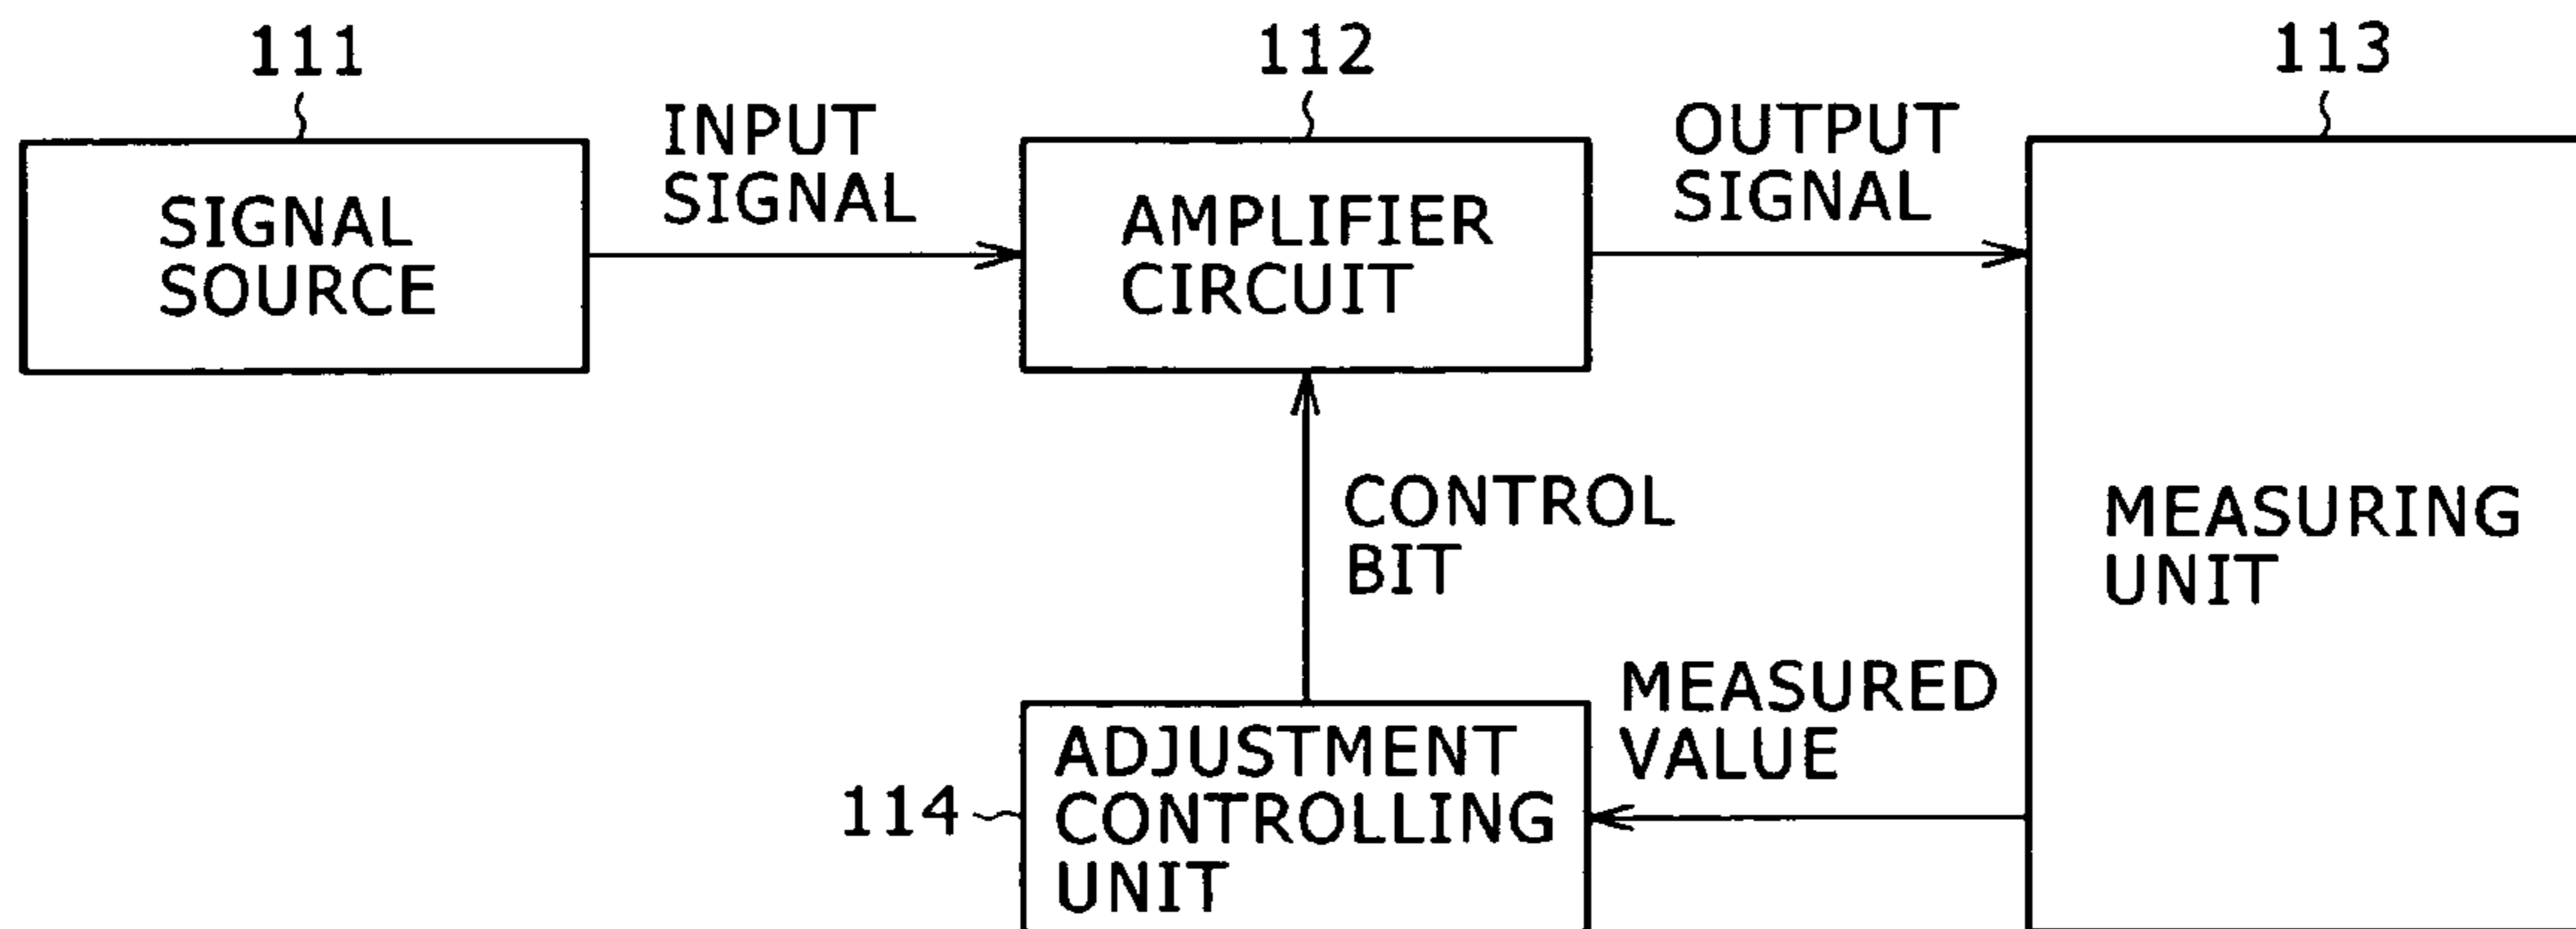 111
112
113
INPUT
SIGNAL
OUTPUT
SIGNAL
SIGNAL
SOURCE
AMPLIFIER
CIRCUIT
CONTROL
BIT
MEASURING
UNIT
MEASURED
VALUE
114
ADJUSTMENT
CONTROLLING
UNIT